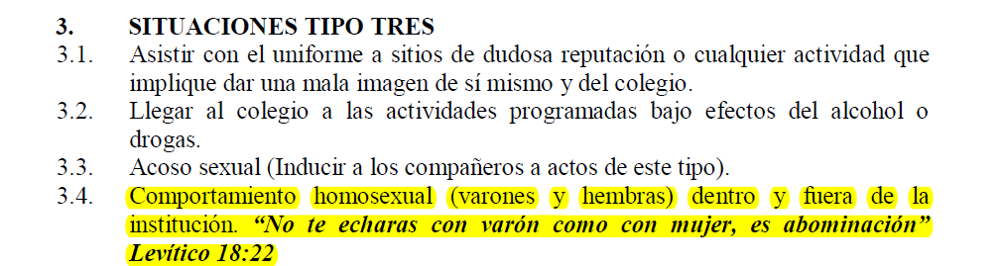 3. SITUACIONES TIPO TRES
3.1. Asistir con el uniforme a sitios de dudosa reputación o cualquier actividad que
implique dar una mala imagen de sí mismo y del colegio.
3.2. Llegar al colegio a las actividades programadas bajo efectos del alcohol o
drogas.
3.3. Acoso sexual (Inducir a los compañeros a actos de este tipo).
3.4. Comportamiento homosexual (varones y hembras) dentro y fuera de la
institución. “No te echaras con varón como con mujer, es abominación”
Levítico 18:22